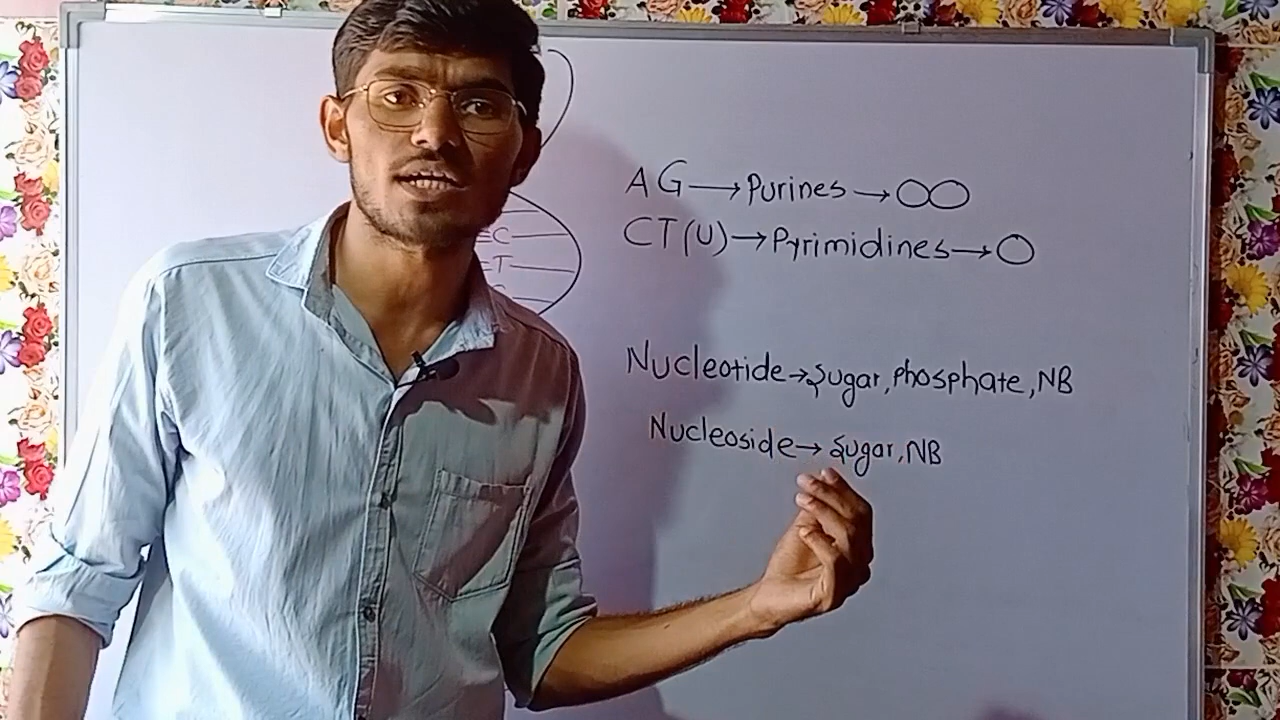 AG→Purines→OO
CT(U)→Pyrimidines→O
≡C
=T
Nucleotide→Sugar, Phosphate, NB
Nucleoside→Sugar, NB